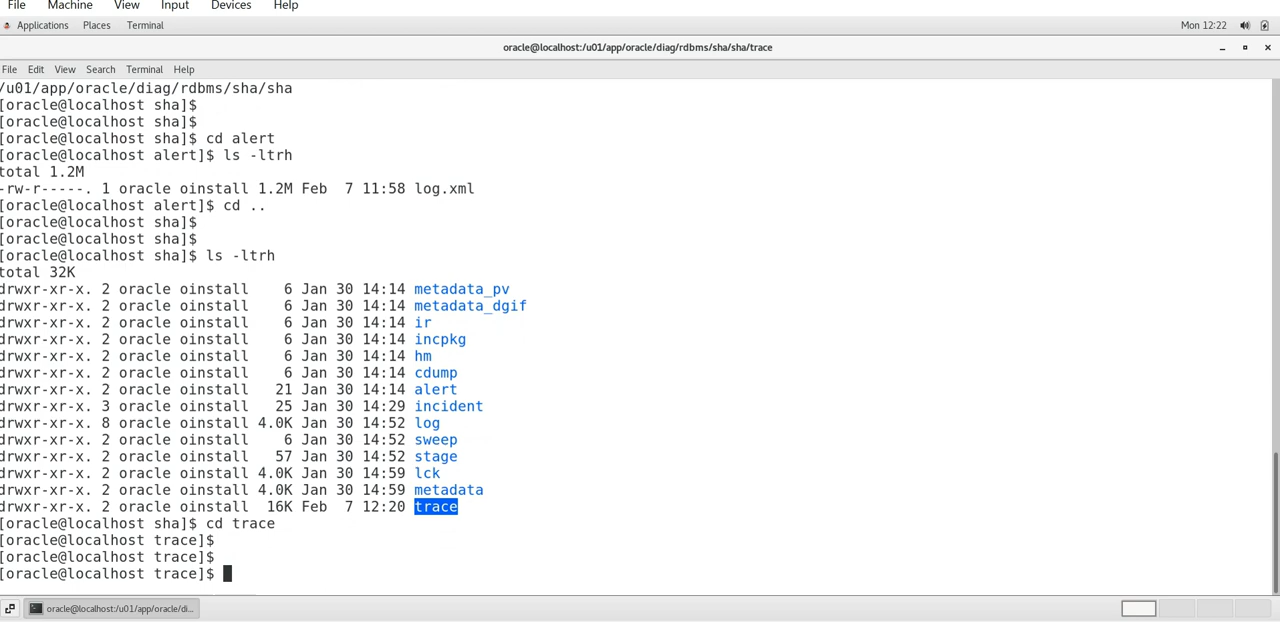 File Machine View Input Devices Help
Applications Places Terminal Mon 12:22
oracle@localhost:/u01/app/oracle/diag/rdbms/sha/sha/trace
File Edit View Search Terminal Help
/u01/app/oracle/diag/rdbms/sha/sha
[oracle@localhost sha]$
[oracle@localhost sha]$
[oracle@localhost sha]$ cd alert
[oracle@localhost alert]$ ls -ltrh
total 1.2M
-rw-r-----. 1 oracle oinstall 1.2M Feb  7 11:58 log.xml
[oracle@localhost alert]$ cd ..
[oracle@localhost sha]$
[oracle@localhost sha]$
[oracle@localhost sha]$ ls -ltrh
total 32K
drwxr-xr-x. 2 oracle oinstall    6 Jan 30 14:14 metadata_pv
drwxr-xr-x. 2 oracle oinstall    6 Jan 30 14:14 metadata_dgif
drwxr-xr-x. 2 oracle oinstall    6 Jan 30 14:14 ir
drwxr-xr-x. 2 oracle oinstall    6 Jan 30 14:14 incpkg
drwxr-xr-x. 2 oracle oinstall    6 Jan 30 14:14 hm
drwxr-xr-x. 2 oracle oinstall    6 Jan 30 14:14 cdump
drwxr-xr-x. 2 oracle oinstall   21 Jan 30 14:14 alert
drwxr-xr-x. 3 oracle oinstall   25 Jan 30 14:29 incident
drwxr-xr-x. 8 oracle oinstall 4.0K Jan 30 14:52 log
drwxr-xr-x. 2 oracle oinstall    6 Jan 30 14:52 sweep
drwxr-xr-x. 2 oracle oinstall   57 Jan 30 14:52 stage
drwxr-xr-x. 2 oracle oinstall 4.0K Jan 30 14:59 lck
drwxr-xr-x. 2 oracle oinstall 4.0K Jan 30 14:59 metadata
drwxr-xr-x. 2 oracle oinstall  16K Feb  7 12:20 trace
[oracle@localhost sha]$ cd trace
[oracle@localhost trace]$
[oracle@localhost trace]$
[oracle@localhost trace]$
oracle@localhost:/u01/app/oracle/di...